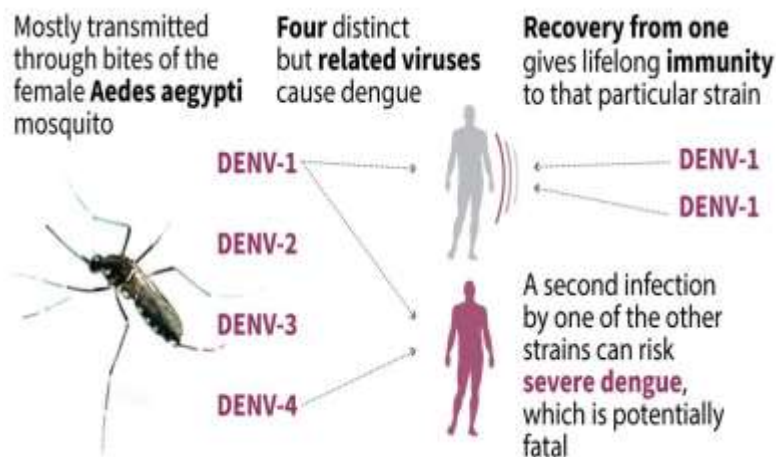 Mostly transmitted
through bites of the
female Aedes aegypti
mosquito
Four distinct
but related viruses
cause dengue
Recovery from one
gives lifelong immunity
to that particular strain
DENV-1
DENV-2
DENV-3
DENV-4
DENV-1
DENV-1
A second infection
by one of the other
strains can risk
severe dengue,
which is potentially
fatal